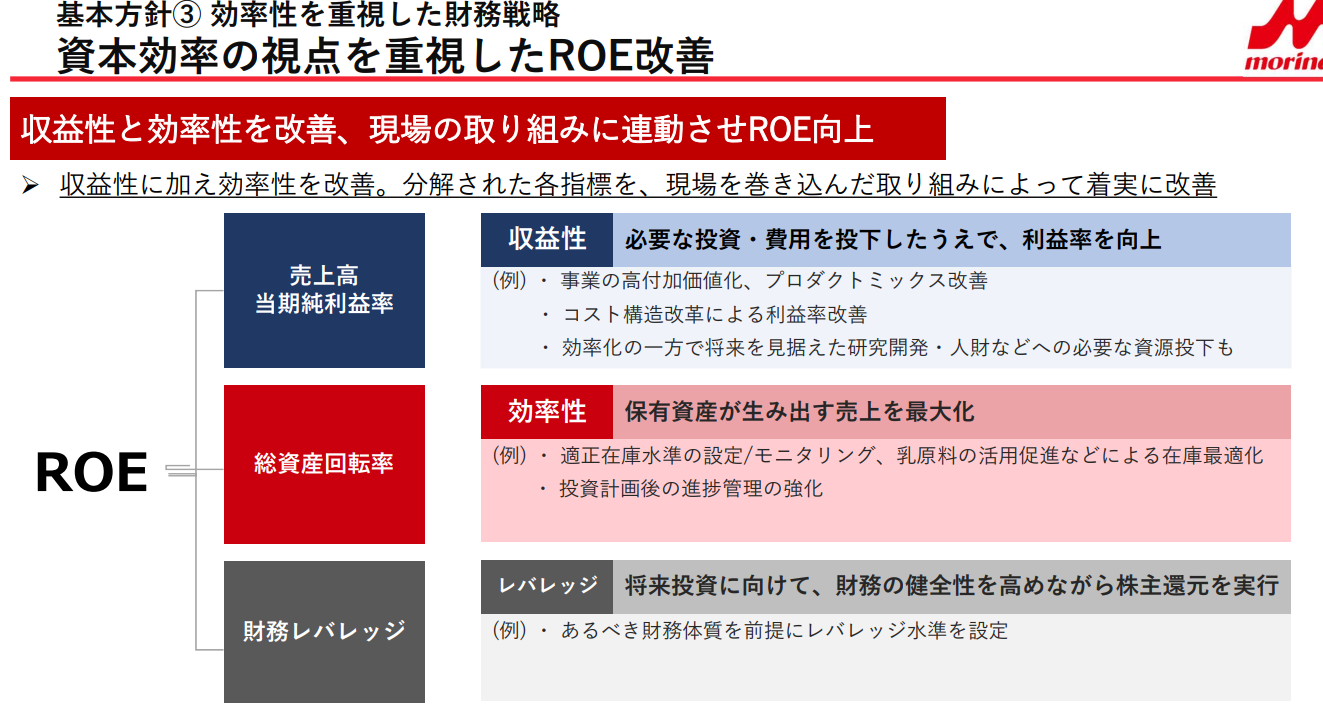 基本方針③ 効率性を重視した財務戦略
資本効率の視点を重視したROE改善
収益性と効率性を改善、現場の取り組みに連動させROE向上
➢ 収益性に加え効率性を改善。分解された各指標を、現場を巻き込んだ取り組みによって着実に改善
ROE
売上高
当期純利益率
収益性 必要な投資・費用を投下したうえで、利益率を向上
(例)・ 事業の高付加価値化、プロダクトミックス改善
・ コスト構造改革による利益率改善
・ 効率化の一方で将来を見据えた研究開発・人財などへの必要な資源投下も
総資産回転率
効率性 保有資産が生み出す売上を最大化
(例)・ 適正在庫水準の設定/モニタリング、乳原料の活用促進などによる在庫最適化
・ 投資計画後の進捗管理の強化
財務レバレッジ
レバレッジ 将来投資に向けて、財務の健全性を高めながら株主還元を実行
(例)・ あるべき財務体質を前提にレバレッジ水準を設定